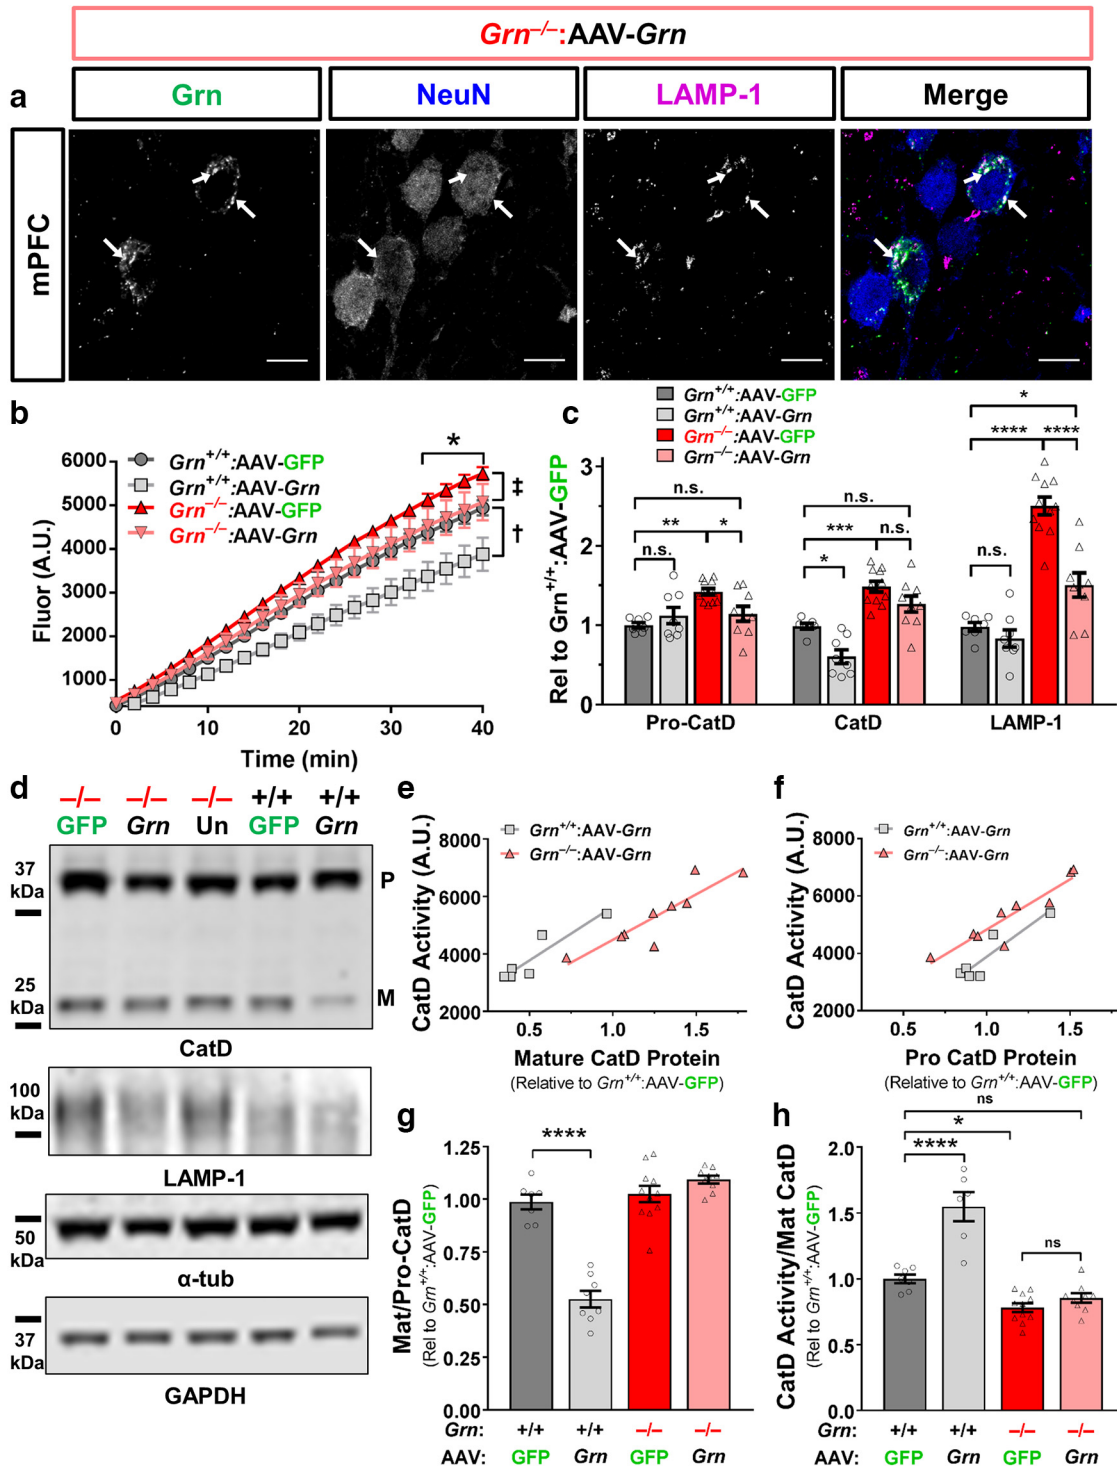 Grn–/–:AAV-Grn
a
Grn
NeuN
LAMP-1
Merge
mPFC
b
Fluor (A.U.)
6000
5000
4000
3000
2000
1000
0
10
20
30
40
Time (min)
Grn+/+:AAV-GFP
Grn+/+:AAV-Grn
Grn–/–:AAV-GFP
Grn–/–:AAV-Grn
*
‡
†
c
Grn+/+:AAV-GFP
Grn+/+:AAV-Grn
Grn–/–:AAV-GFP
Grn–/–:AAV-Grn
Rel to Grn+/+:AAV-GFP
3
2
1
0
n.s.
**
*
n.s.
n.s.
***
n.s.
*
*
****
****
n.s.
Pro-CatD
CatD
LAMP-1
d
–/–
–/–
–/–
+/+
+/+
GFP
Grn
Un
GFP
Grn
37
kDa
P
25
kDa
M
CatD
100
kDa
LAMP-1
50
kDa
α-tub
37
kDa
GAPDH
e
CatD Activity (A.U.)
8000
6000
4000
2000
Grn+/+:AAV-Grn
Grn–/–:AAV-Grn
0.5
1.0
1.5
Mature CatD Protein
(Relative to Grn+/+:AAV-GFP)
f
CatD Activity (A.U.)
8000
6000
4000
2000
Grn+/+:AAV-Grn
Grn–/–:AAV-Grn
0.5
1.0
1.5
Pro CatD Protein
(Relative to Grn+/+:AAV-GFP)
g
Mat/Pro-CatD
(Rel to Grn+/+:AAV-GFP)
1.25
1.00
0.75
0.50
0.25
0.00
****
Grn:
+/+
+/+
–/–
–/–
AAV:
GFP
Grn
GFP
Grn
h
CatD Activity/Mat CatD
(Rel to Grn+/+:AAV-GFP)
2.0
1.5
1.0
0.5
0.0
ns
*
****
ns
Grn:
+/+
+/+
–/–
–/–
AAV:
GFP
Grn
GFP
Grn